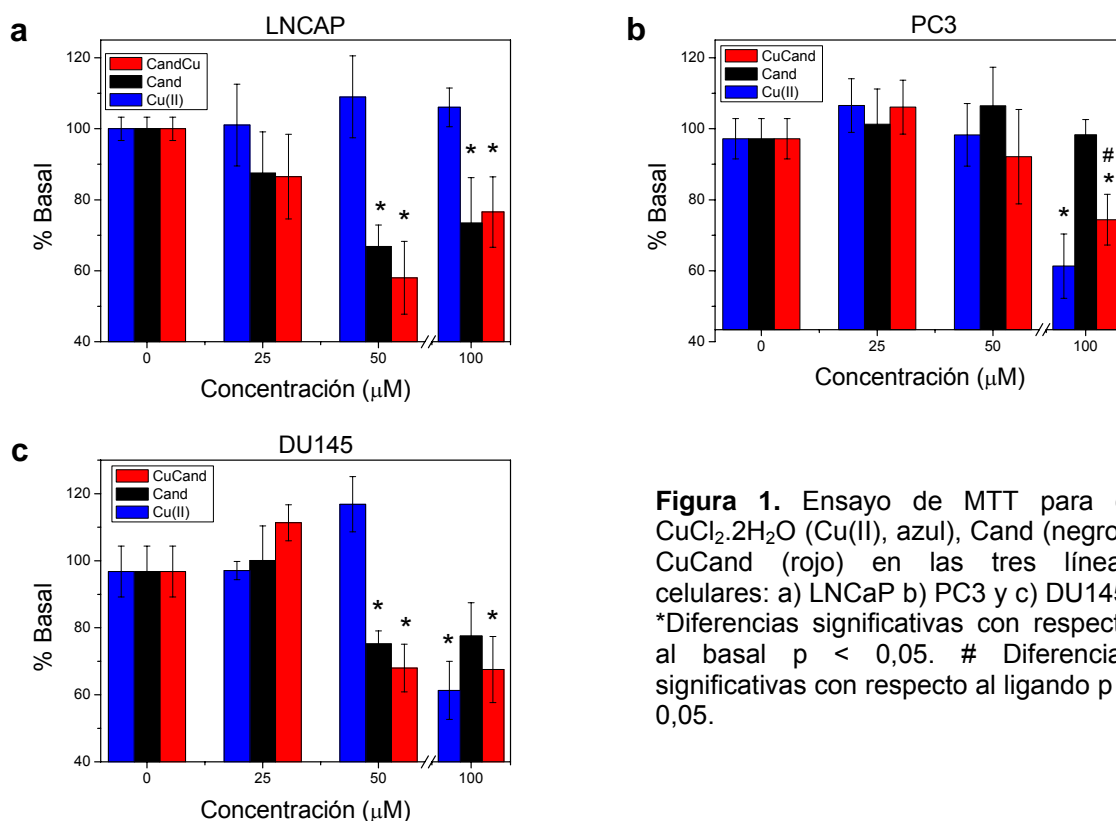 a
LNCAP
CandCu
Cand
Cu(II)
120
100
80
60
40
% Basal
* * * *
0 25 50 100
Concentración (μM)
b
PC3
CuCand
Cand
Cu(II)
120
100
80
60
40
% Basal
* # *
0 25 50 100
Concentración (μM)
c
DU145
CuCand
Cand
Cu(II)
120
100
80
60
40
% Basal
* * * *
0 25 50 100
Concentración (μM)
Figura 1. Ensayo de MTT para
CuCl₂.2H₂O (Cu(II), azul), Cand (negro
CuCand (rojo) en las tres línea
celulares: a) LNCaP b) PC3 y c) DU145
*Diferencias significativas con respect
al basal p < 0,05. # Diferencia
significativas con respecto al ligando p
0,05.